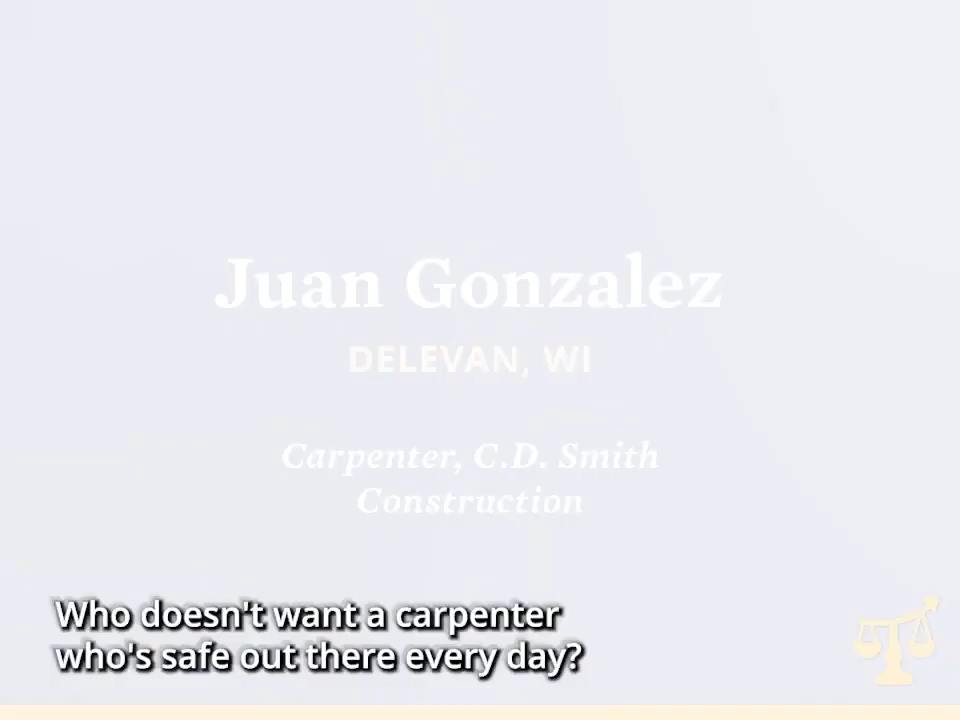 Juan Gonzalez
DELEVAN, WI
Carpenter, C.D. Smith
Construction
Who doesn't want a carpenter
who's safe out there every day?